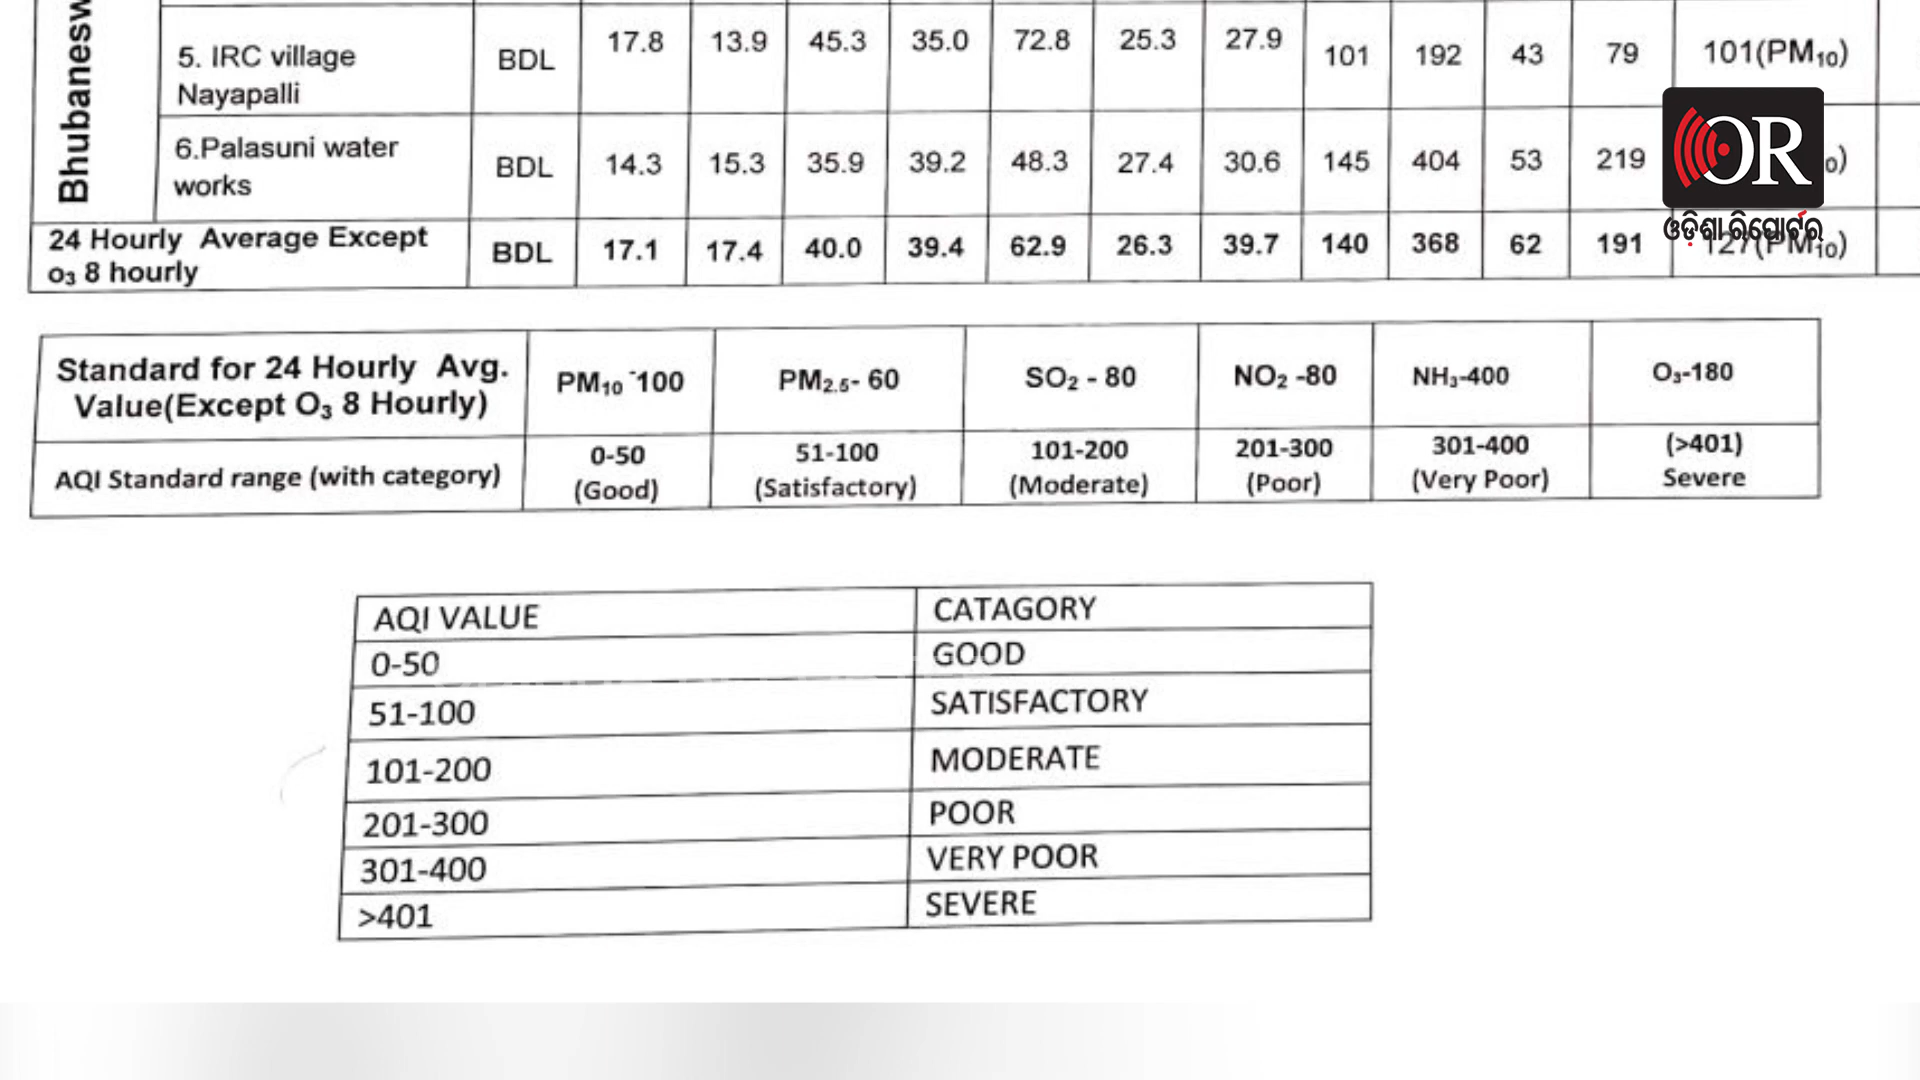 Bhubanesw
5. IRC village
Nayapalli
BDL 17.8 13.9 45.3 35.0 72.8 25.3 27.9 101 192 43 79 101(PM₁₀)
6.Palasuni water
works
BDL 14.3 15.3 35.9 39.2 48.3 27.4 30.6 145 404 53 219 ₀)
24 Hourly Average Except
o₃ 8 hourly
BDL 17.1 17.4 40.0 39.4 62.9 26.3 39.7 140 368 62 191 127(PM₁₀)
OR
ଓଡ଼ିଶା ରିପୋର୍ଟର
Standard for 24 Hourly Avg.
Value(Except O₃ 8 Hourly)
PM₁₀ -100 PM₂.₅- 60 SO₂ - 80 NO₂ -80 NH₃-400 O₃-180
AQI Standard range (with category)
0-50 51-100 101-200 201-300 301-400 (>401)
(Good) (Satisfactory) (Moderate) (Poor) (Very Poor) Severe
AQI VALUE CATAGORY
0-50 GOOD
51-100 SATISFACTORY
101-200 MODERATE
201-300 POOR
301-400 VERY POOR
>401 SEVERE